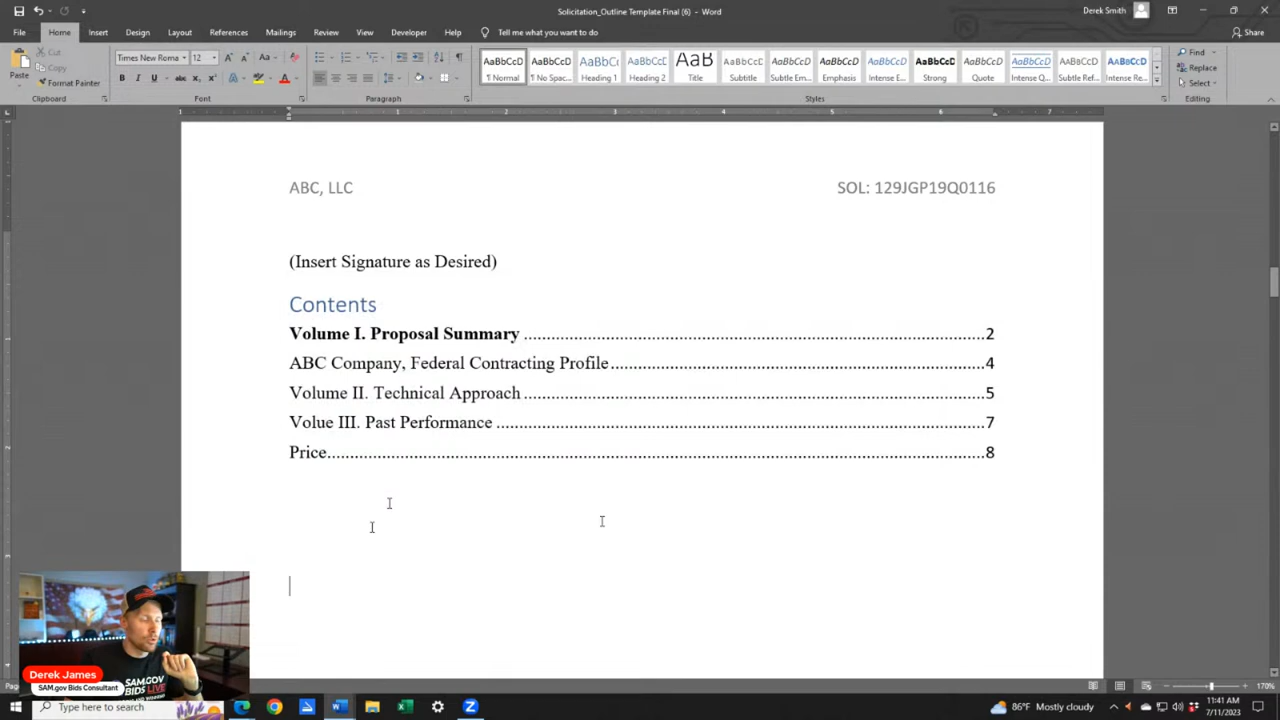 Solicitation_Outline Template Final (6) - Word
Derek Smith
File Home Insert Design Layout References Mailings Review View Developer Help Tell me what you want to do
Share
Paste
Cut
Copy
Format Painter
Clipboard
Times New Roma 12
Font
Paragraph
AaBbCcD AaBbCcD AaBbCc AaBbCcD AaB AaBbCcD AaBbCcD AaBbCcD AaBbCcD AaBbCcD AaBbCcD AaBbCcD AaBbCcD
¶ Normal ¶ No Spac... Heading 1 Heading 2 Title Subtitle Subtle Em... Emphasis Intense E... Strong Quote Intense Q... Subtle Ref... Intense Re...
Styles
Find
Replace
Select
Editing
ABC, LLC SOL: 129JGP19Q0116
(Insert Signature as Desired)
Contents
Volume I. Proposal Summary ........ 2
ABC Company, Federal Contracting Profile ........ 4
Volume II. Technical Approach ........ 5
Volue III. Past Performance ........ 7
Price ........ 8
SAM.GOV
BIDS LIVE
Derek James
SAM.gov Bids Consultant
170%
Type here to search
86°F Mostly cloudy
11:41 AM
7/11/2023